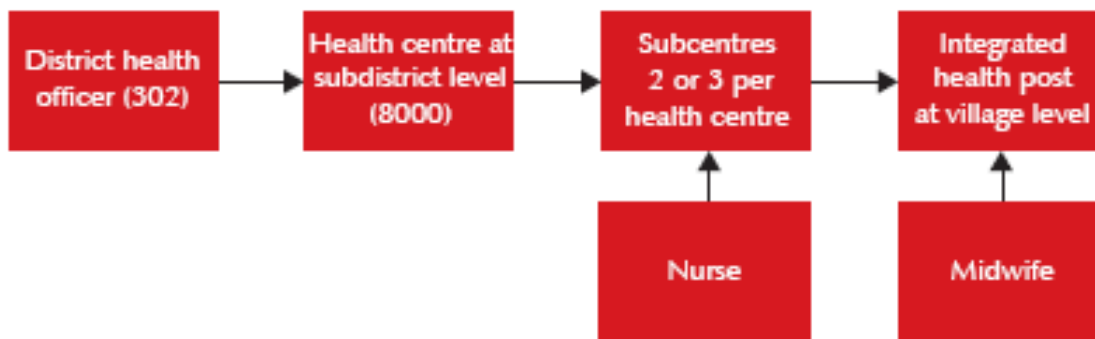 District health
officer (302)
Health centre at
subdistrict level
(8000)
Subcentres
2 or 3 per
health centre
Integrated
health post
at village level
Nurse
Midwife